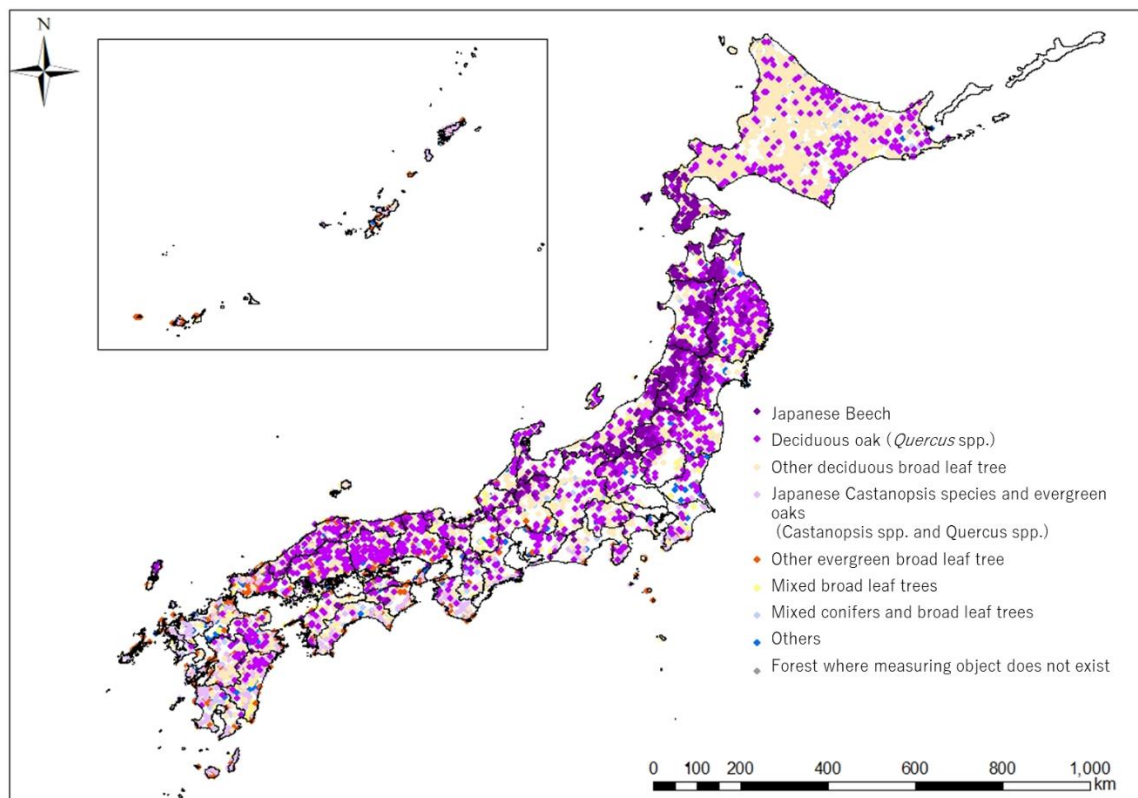 N
Japanese Beech
Deciduous oak (Quercus spp.)
Other deciduous broad leaf tree
Japanese Castanopsis species and evergreen
oaks
(Castanopsis spp. and Quercus spp.)
Other evergreen broad leaf tree
Mixed broad leaf trees
Mixed conifers and broad leaf trees
Others
Forest where measuring object does not exist
0 100 200 400 600 800 1,000
km